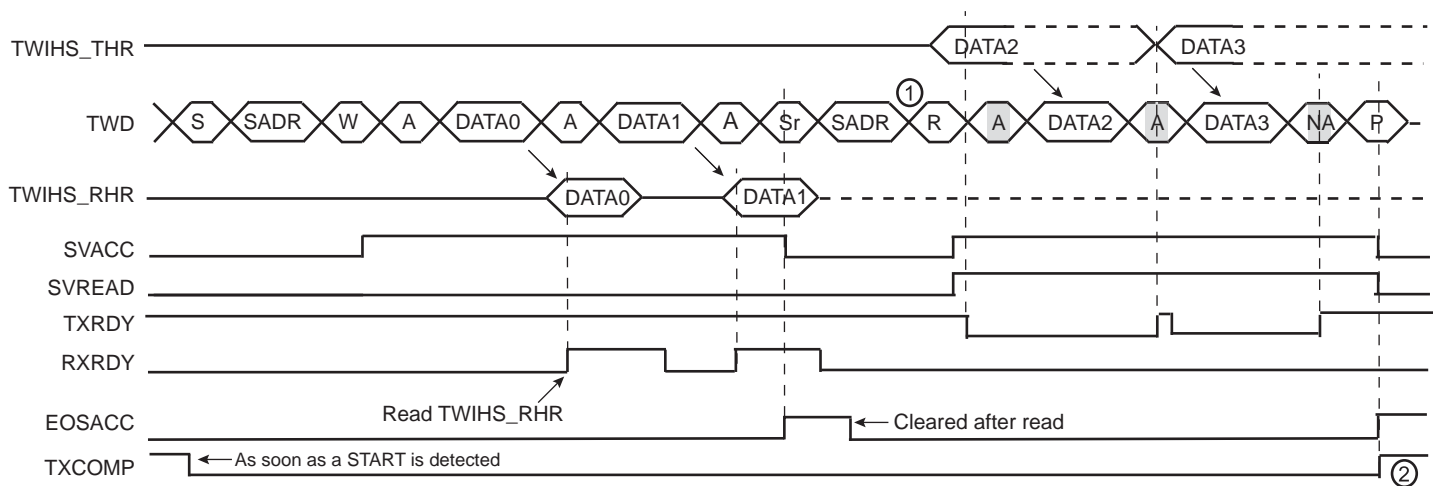 TWIHS_THR DATA2 DATA3
1
TWD S SADR W A DATA0 A DATA1 A Sr SADR R A DATA2 A DATA3 NA P
TWIHS_RHR DATA0 DATA1
SVACC
SVREAD
TXRDY
RXRDY
Read TWIHS_RHR
EOSACC Cleared after read
As soon as a START is detected
TXCOMP 2